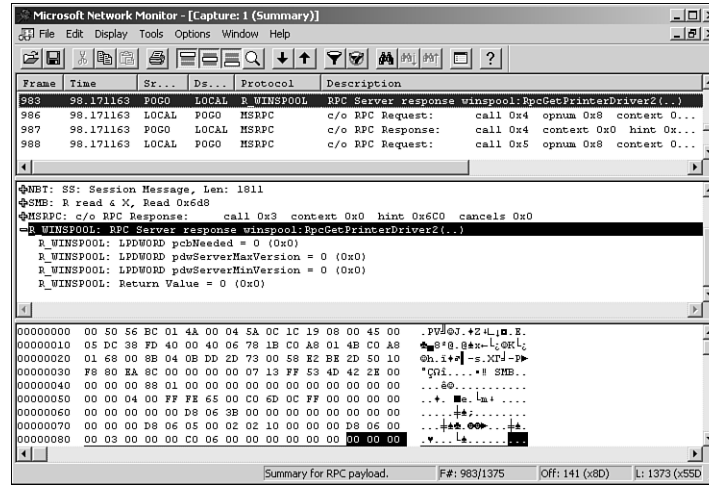 Microsoft Network Monitor - [Capture: 1 (Summary)]
File Edit Display Tools Options Window Help
Frame Time Sr... Ds... Protocol Description
983 98.171163 POGO LOCAL R_WINSPOOL RPC Server response winspool:RpcGetPrinterDriver2(..)
986 98.171163 LOCAL POGO MSRPC c/o RPC Request: call 0x4 opnum 0x8 context 0...
987 98.171163 POGO LOCAL MSRPC c/o RPC Response: call 0x4 context 0x0 hint 0x...
988 98.171163 LOCAL POGO MSRPC c/o RPC Request: call 0x5 opnum 0x8 context 0...
NBT: SS: Session Message, Len: 1811
SMB: R read & X, Read 0x6d8
MSRPC: c/o RPC Response: call 0x3 context 0x0 hint 0x6C0 cancels 0x0
R_WINSPOOL: RPC Server response winspool:RpcGetPrinterDriver2(..)
R_WINSPOOL: LPDWORD pcbNeeded = 0 (0x0)
R_WINSPOOL: LPDWORD pdwServerMaxVersion = 0 (0x0)
R_WINSPOOL: LPDWORD pdwServerMinVersion = 0 (0x0)
R_WINSPOOL: Return Value = 0 (0x0)
00000000 00 50 56 BC 01 4A 00 04 5A 0C 1C 19 08 00 45 00
00000010 05 DC 38 FD 40 00 40 06 78 1B C0 A8 01 4B C0 A8
00000020 01 68 00 8B 04 0B DD 2D 73 00 58 E2 BE 2D 50 10
00000030 F8 80 EA 8C 00 00 00 00 07 13 FF 53 4D 42 2E 00
00000040 00 00 00 88 01 00 00 00 00 00 00 00 00 00 00 00
00000050 00 00 04 00 FF FE 65 00 C0 6D 0C FF 00 00 00 00
00000060 00 00 00 00 00 D8 06 3B 00 00 00 00 00 00 00 00
00000070 00 00 00 D8 06 05 00 02 02 10 00 00 00 D8 06 00
00000080 00 03 00 00 00 C0 06 00 00 00 00 00 00 00 00 00
Summary for RPC payload. F#: 983/1375 Off: 141 (x8D) L: 1373 (x55D